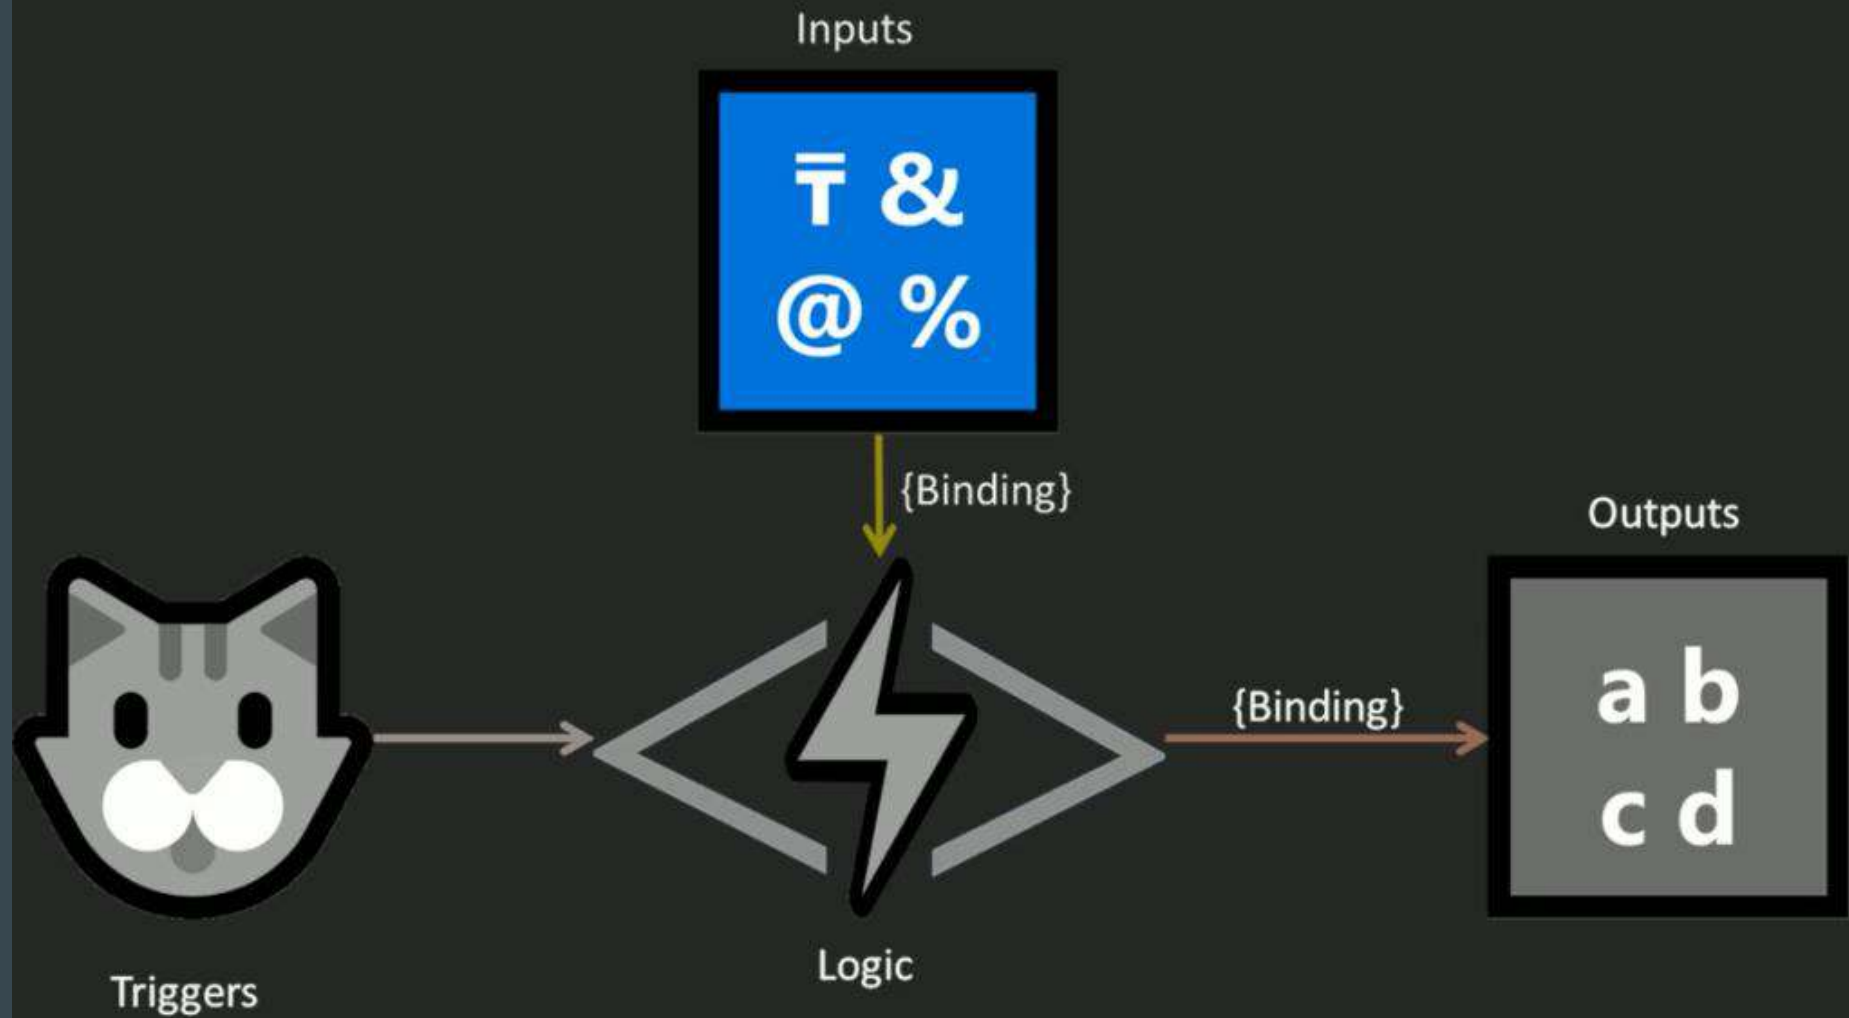 Inputs
₸ &
@ %
{Binding}
Outputs
{Binding}
a b
c d
Logic
Triggers